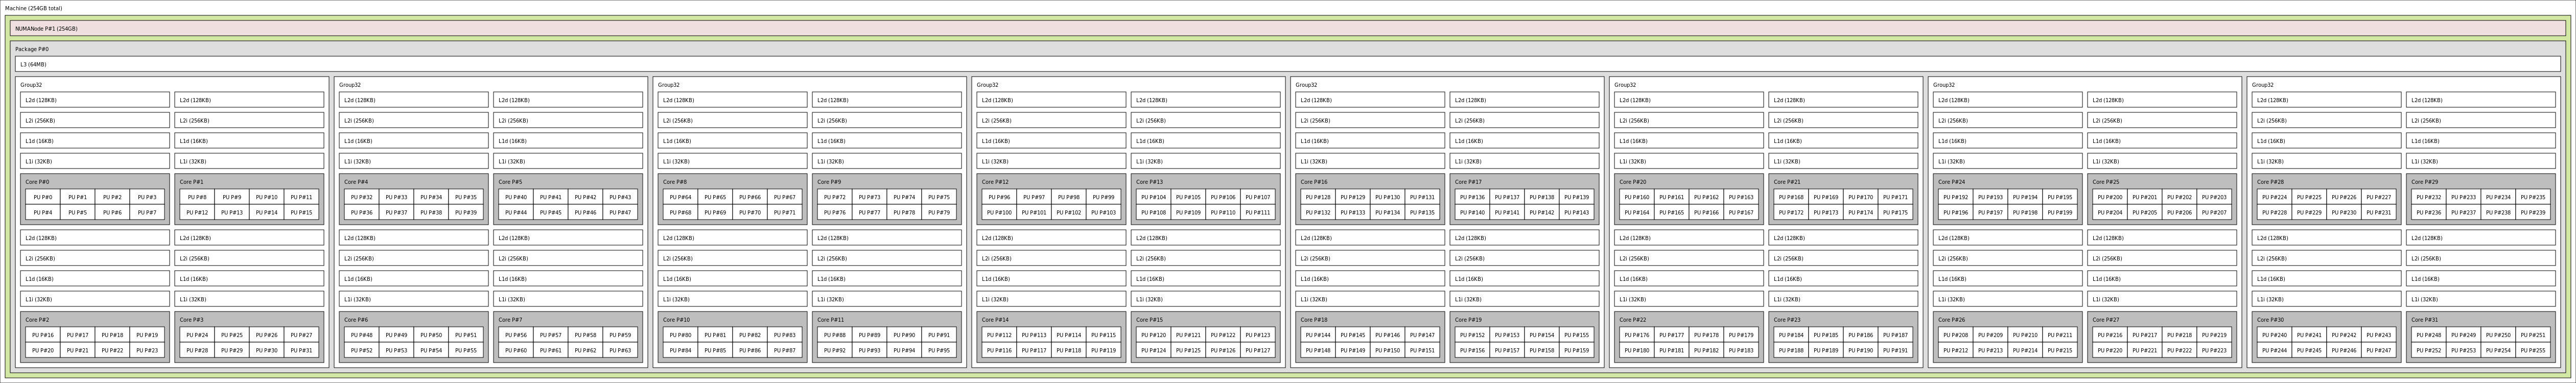 Machine (254GB total)
NUMANode P#1 (254GB)
Package P#0
L3 (64MB)
Group32 Group32 Group32 Group32 Group32 Group32 Group32 Group32
L2d (128KB) L2d (128KB) L2d (128KB) L2d (128KB) L2d (128KB) L2d (128KB) L2d (128KB) L2d (128KB) L2d (128KB) L2d (128KB) L2d (128KB) L2d (128KB) L2d (128KB) L2d (128KB) L2d (128KB) L2d (128KB)
L2i (256KB) L2i (256KB) L2i (256KB) L2i (256KB) L2i (256KB) L2i (256KB) L2i (256KB) L2i (256KB) L2i (256KB) L2i (256KB) L2i (256KB) L2i (256KB) L2i (256KB) L2i (256KB) L2i (256KB) L2i (256KB)
L1d (16KB) L1d (16KB) L1d (16KB) L1d (16KB) L1d (16KB) L1d (16KB) L1d (16KB) L1d (16KB) L1d (16KB) L1d (16KB) L1d (16KB) L1d (16KB) L1d (16KB) L1d (16KB) L1d (16KB) L1d (16KB)
L1i (32KB) L1i (32KB) L1i (32KB) L1i (32KB) L1i (32KB) L1i (32KB) L1i (32KB) L1i (32KB) L1i (32KB) L1i (32KB) L1i (32KB) L1i (32KB) L1i (32KB) L1i (32KB) L1i (32KB) L1i (32KB)
Core P#0 Core P#1 Core P#4 Core P#5 Core P#8 Core P#9 Core P#12 Core P#13 Core P#16 Core P#17 Core P#20 Core P#21 Core P#24 Core P#25 Core P#28 Core P#29
PU P#0 PU P#1 PU P#2 PU P#3 PU P#8 PU P#9 PU P#10 PU P#11 PU P#32 PU P#33 PU P#34 PU P#35 PU P#40 PU P#41 PU P#42 PU P#43 PU P#64 PU P#65 PU P#66 PU P#67 PU P#72 PU P#73 PU P#74 PU P#75 PU P#96 PU P#97 PU P#98 PU P#99 PU P#104 PU P#105 PU P#106 PU P#107 PU P#128 PU P#129 PU P#130 PU P#131 PU P#136 PU P#137 PU P#138 PU P#139 PU P#160 PU P#161 PU P#162 PU P#163 PU P#168 PU P#169 PU P#170 PU P#171 PU P#192 PU P#193 PU P#194 PU P#195 PU P#200 PU P#201 PU P#202 PU P#203 PU P#224 PU P#225 PU P#226 PU P#227 PU P#232 PU P#233 PU P#234 PU P#235
PU P#4 PU P#5 PU P#6 PU P#7 PU P#12 PU P#13 PU P#14 PU P#15 PU P#36 PU P#37 PU P#38 PU P#39 PU P#44 PU P#45 PU P#46 PU P#47 PU P#68 PU P#69 PU P#70 PU P#71 PU P#76 PU P#77 PU P#78 PU P#79 PU P#100 PU P#101 PU P#102 PU P#103 PU P#108 PU P#109 PU P#110 PU P#111 PU P#132 PU P#133 PU P#134 PU P#135 PU P#140 PU P#141 PU P#142 PU P#143 PU P#164 PU P#165 PU P#166 PU P#167 PU P#172 PU P#173 PU P#174 PU P#175 PU P#196 PU P#197 PU P#198 PU P#199 PU P#204 PU P#205 PU P#206 PU P#207 PU P#228 PU P#229 PU P#230 PU P#231 PU P#236 PU P#237 PU P#238 PU P#239
L2d (128KB) L2d (128KB) L2d (128KB) L2d (128KB) L2d (128KB) L2d (128KB) L2d (128KB) L2d (128KB) L2d (128KB) L2d (128KB) L2d (128KB) L2d (128KB) L2d (128KB) L2d (128KB) L2d (128KB) L2d (128KB)
L2i (256KB) L2i (256KB) L2i (256KB) L2i (256KB) L2i (256KB) L2i (256KB) L2i (256KB) L2i (256KB) L2i (256KB) L2i (256KB) L2i (256KB) L2i (256KB) L2i (256KB) L2i (256KB) L2i (256KB) L2i (256KB)
L1d (16KB) L1d (16KB) L1d (16KB) L1d (16KB) L1d (16KB) L1d (16KB) L1d (16KB) L1d (16KB) L1d (16KB) L1d (16KB) L1d (16KB) L1d (16KB) L1d (16KB) L1d (16KB) L1d (16KB) L1d (16KB)
L1i (32KB) L1i (32KB) L1i (32KB) L1i (32KB) L1i (32KB) L1i (32KB) L1i (32KB) L1i (32KB) L1i (32KB) L1i (32KB) L1i (32KB) L1i (32KB) L1i (32KB) L1i (32KB) L1i (32KB) L1i (32KB)
Core P#2 Core P#3 Core P#6 Core P#7 Core P#10 Core P#11 Core P#14 Core P#15 Core P#18 Core P#19 Core P#22 Core P#23 Core P#26 Core P#27 Core P#30 Core P#31
PU P#16 PU P#17 PU P#18 PU P#19 PU P#24 PU P#25 PU P#26 PU P#27 PU P#48 PU P#49 PU P#50 PU P#51 PU P#56 PU P#57 PU P#58 PU P#59 PU P#80 PU P#81 PU P#82 PU P#83 PU P#88 PU P#89 PU P#90 PU P#91 PU P#112 PU P#113 PU P#114 PU P#115 PU P#120 PU P#121 PU P#122 PU P#123 PU P#144 PU P#145 PU P#146 PU P#147 PU P#152 PU P#153 PU P#154 PU P#155 PU P#176 PU P#177 PU P#178 PU P#179 PU P#184 PU P#185 PU P#186 PU P#187 PU P#208 PU P#209 PU P#210 PU P#211 PU P#216 PU P#217 PU P#218 PU P#219 PU P#240 PU P#241 PU P#242 PU P#243 PU P#248 PU P#249 PU P#250 PU P#251
PU P#20 PU P#21 PU P#22 PU P#23 PU P#28 PU P#29 PU P#30 PU P#31 PU P#52 PU P#53 PU P#54 PU P#55 PU P#60 PU P#61 PU P#62 PU P#63 PU P#84 PU P#85 PU P#86 PU P#87 PU P#92 PU P#93 PU P#94 PU P#95 PU P#116 PU P#117 PU P#118 PU P#119 PU P#124 PU P#125 PU P#126 PU P#127 PU P#148 PU P#149 PU P#150 PU P#151 PU P#156 PU P#157 PU P#158 PU P#159 PU P#180 PU P#181 PU P#182 PU P#183 PU P#188 PU P#189 PU P#190 PU P#191 PU P#212 PU P#213 PU P#214 PU P#215 PU P#220 PU P#221 PU P#222 PU P#223 PU P#244 PU P#245 PU P#246 PU P#247 PU P#252 PU P#253 PU P#254 PU P#255